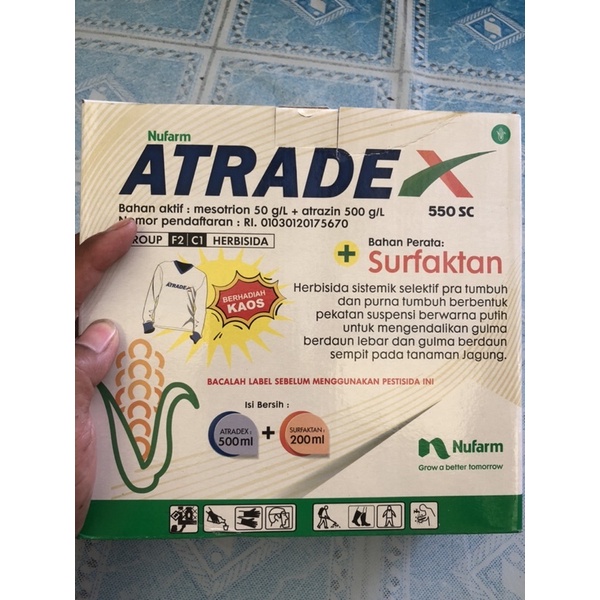 Nufarm
ATRADEX
550 SC
Bahan aktif : mesotrion 50 g/L + atrazin 500 g/L
Nomor pendaftaran : RI. 01030120175670
GROUP F2 C1 HERBISIDA
+ Bahan Perata:
Surfaktan
ATRADEX
BERHADIAH
KAOS
Herbisida sistemik selektif pra tumbuh
dan purna tumbuh berbentuk
pekatan suspensi berwarna putih
untuk mengendalikan gulma
berdaun lebar dan gulma berdaun
sempit pada tanaman Jagung.
BACALAH LABEL SEBELUM MENGGUNAKAN PESTISIDA INI
Isi Bersih :
ATRADEX:
500ml
+
SURFAKTAN:
200ml
Nufarm
Grow a better tomorrow